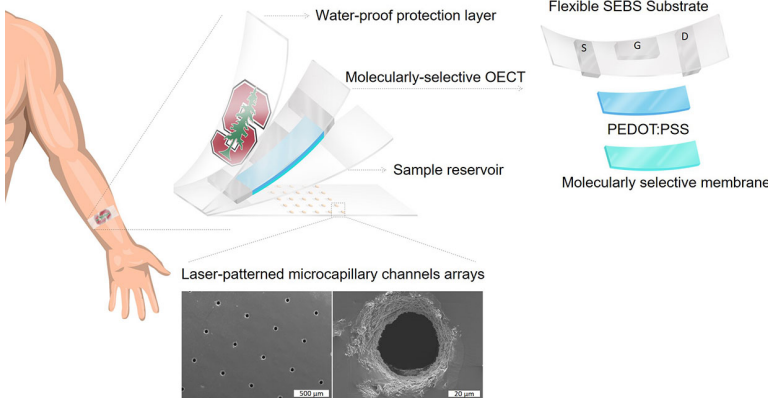 Water-proof protection layer
Molecularly-selective OECT
Sample reservoir
Laser-patterned microcapillary channels arrays
500 μm
20 μm
Flexible SEBS Substrate
S
G
D
PEDOT:PSS
Molecularly selective membrane